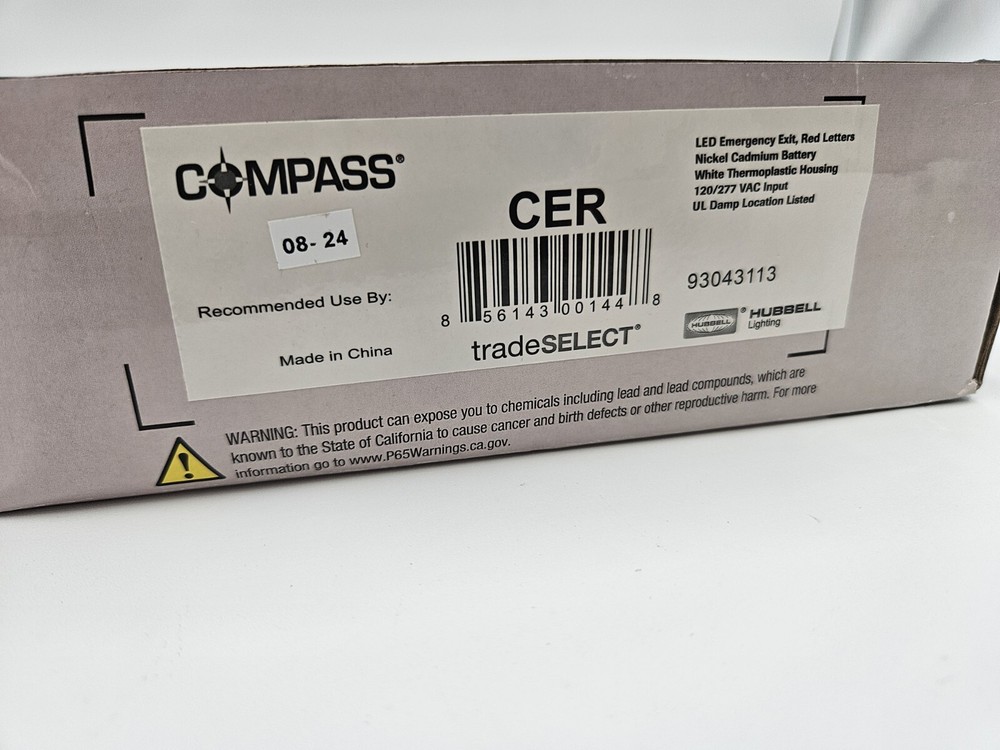 COMPASS®
08-24
Recommended Use By:
Made in China
CER
8 56143 00144 8
tradeSELECT®
LED Emergency Exit, Red Letters
Nickel Cadmium Battery
White Thermoplastic Housing
120/277 VAC Input
UL Damp Location Listed
93043113
HUBBELL® HUBBELL
Lighting
WARNING: This product can expose you to chemicals including lead and lead compounds, which are
known to the State of California to cause cancer and birth defects or other reproductive harm. For more
information go to www.P65Warnings.ca.gov.